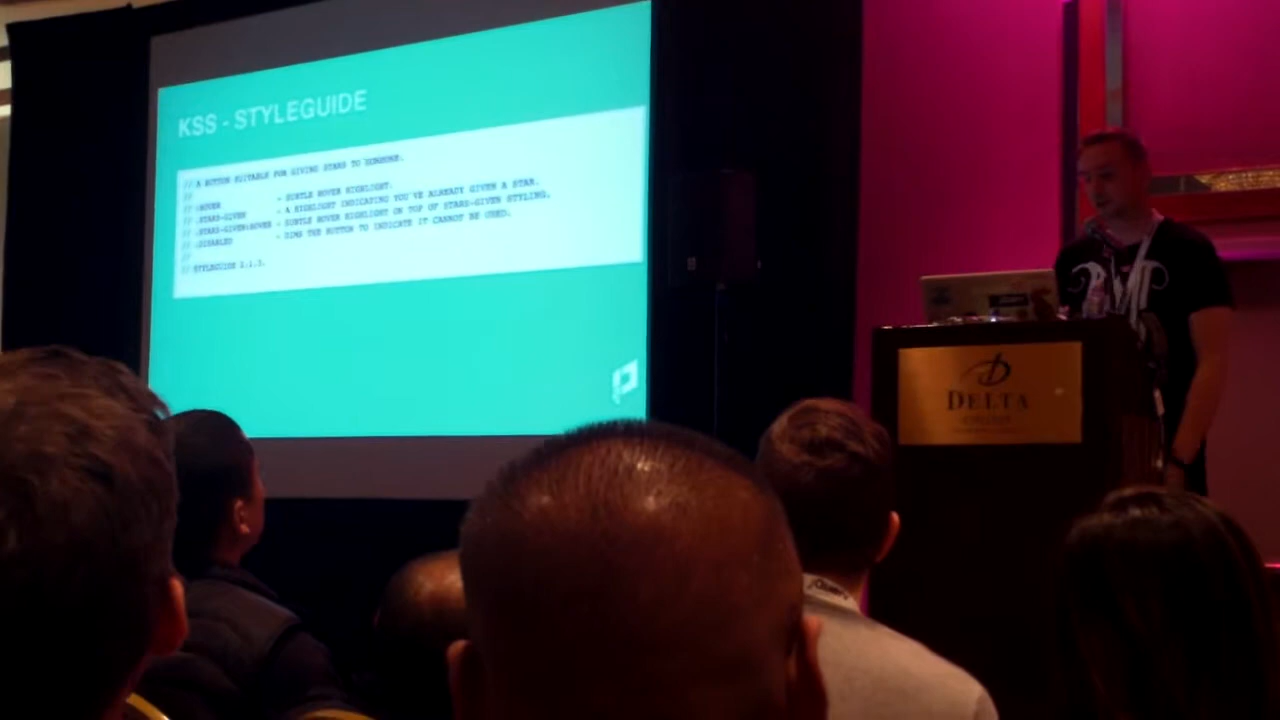 KSS - STYLEGUIDE
// A BUTTON SUITABLE FOR GIVING STARS TO SOMEONE.
//
// :HOVER - SUBTLE HOVER HIGHLIGHT.
// .STARS-GIVEN - A HIGHLIGHT INDICATING YOU'VE ALREADY GIVEN A STAR.
// .STARS-GIVEN:HOVER - SUBTLE HOVER HIGHLIGHT ON TOP OF STARS-GIVEN STYLING.
// :DISABLED - DIMS THE BUTTON TO INDICATE IT CANNOT BE USED.
//
// STYLEGUIDE
DELTA